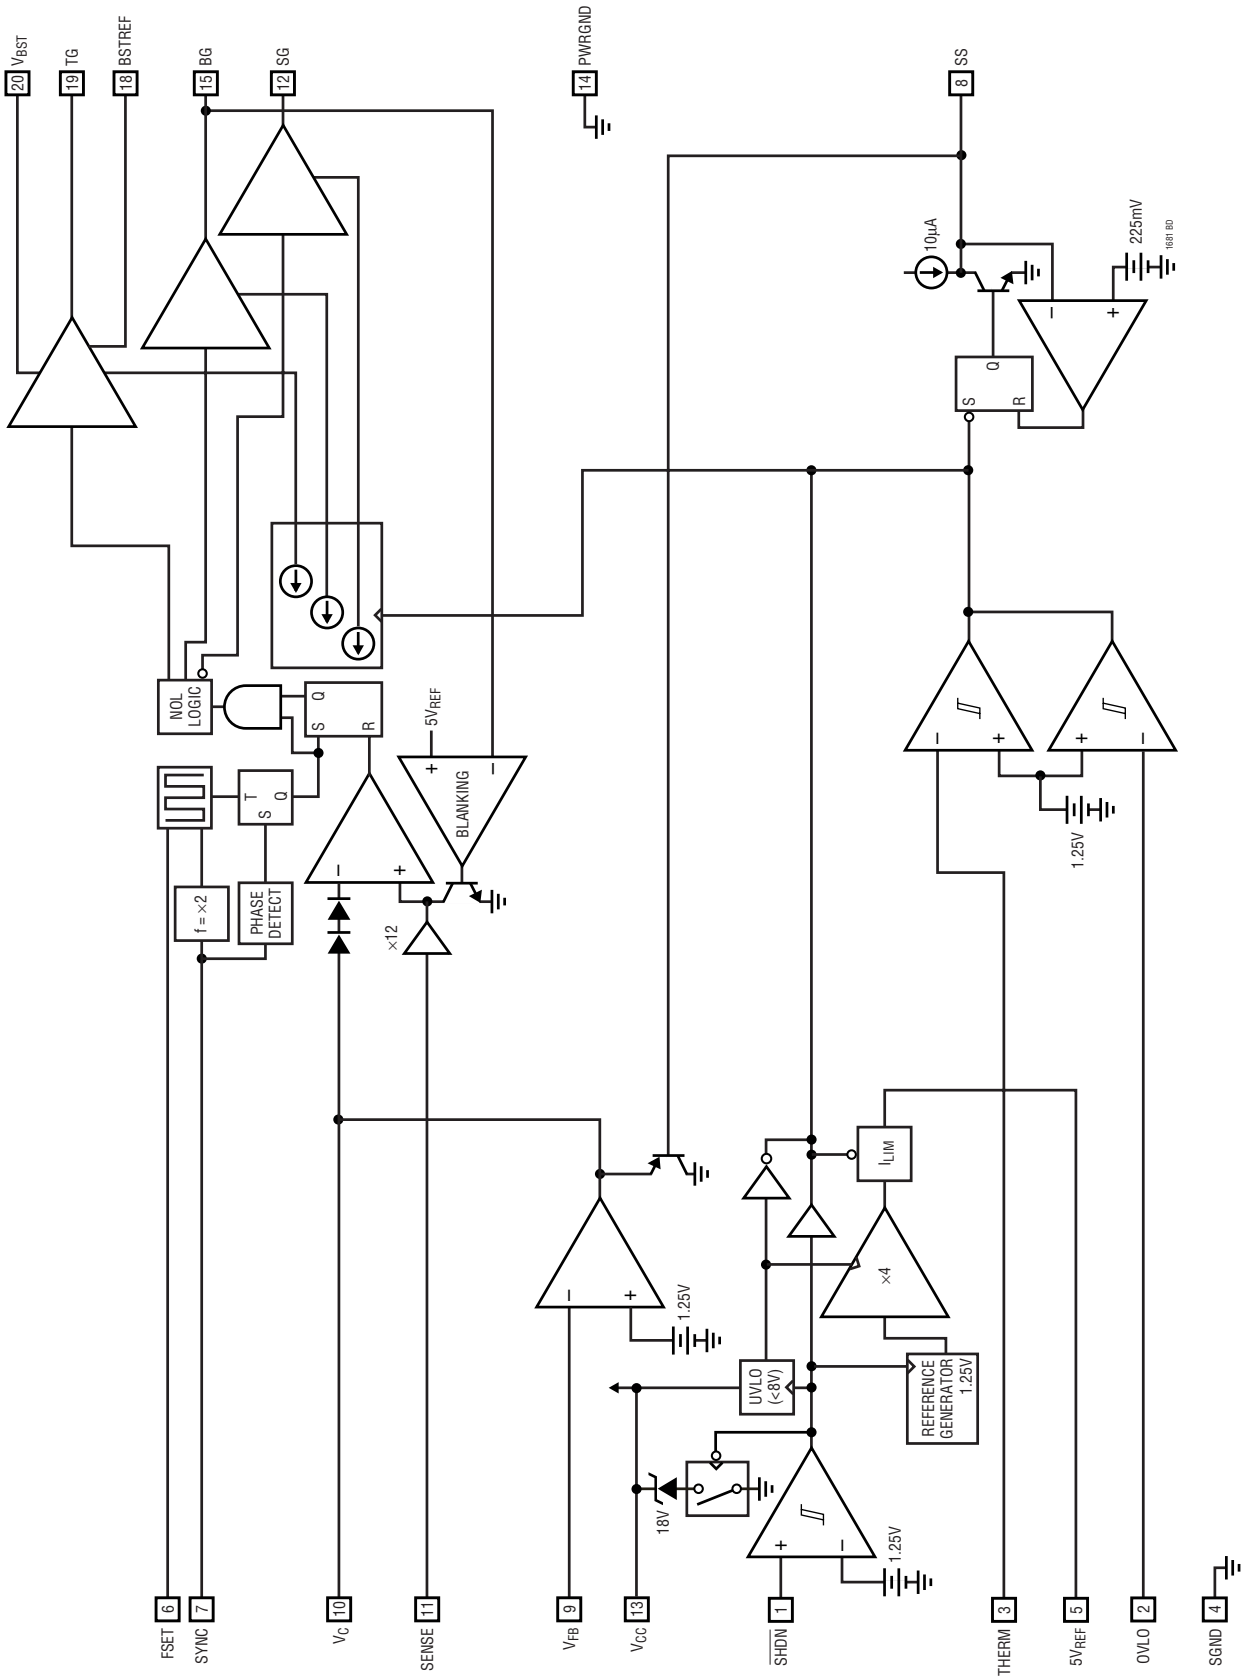 FSET
6
SYNC
7
VC
10
SENSE
11
VFB
9
VCC
13
SHDN
1
THERM
3
5VREF
5
OVLO
2
SGND
4
f = ×2
PHASE
DETECT
T
S
Q
NOL
LOGIC
S
Q
R
−
+
×12
BLANKING
+
−
5VREF
VBST
20
TG
19
BSTREF
18
BG
15
SG
12
PWRGND
14
SS
8
−
+
1.25V
18V
UVLO
(<8V)
+
−
1.25V
REFERENCE
GENERATOR
1.25V
×4
ILIM
−
+
+
−
1.25V
S
Q
R
10µA
−
+
225mV
1681 BD